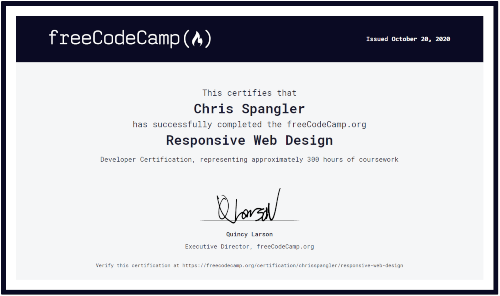 freeCodeCamp(🔥)
Issued October 20, 2020
This certifies that
Chris Spangler
has successfully completed the freeCodeCamp.org
Responsive Web Design
Developer Certification, representing approximately 300 hours of coursework
Q Larson
Quincy Larson
Executive Director, freeCodeCamp.org
Verify this certification at https://freecodecamp.org/certification/chrisspangler/responsive-web-design